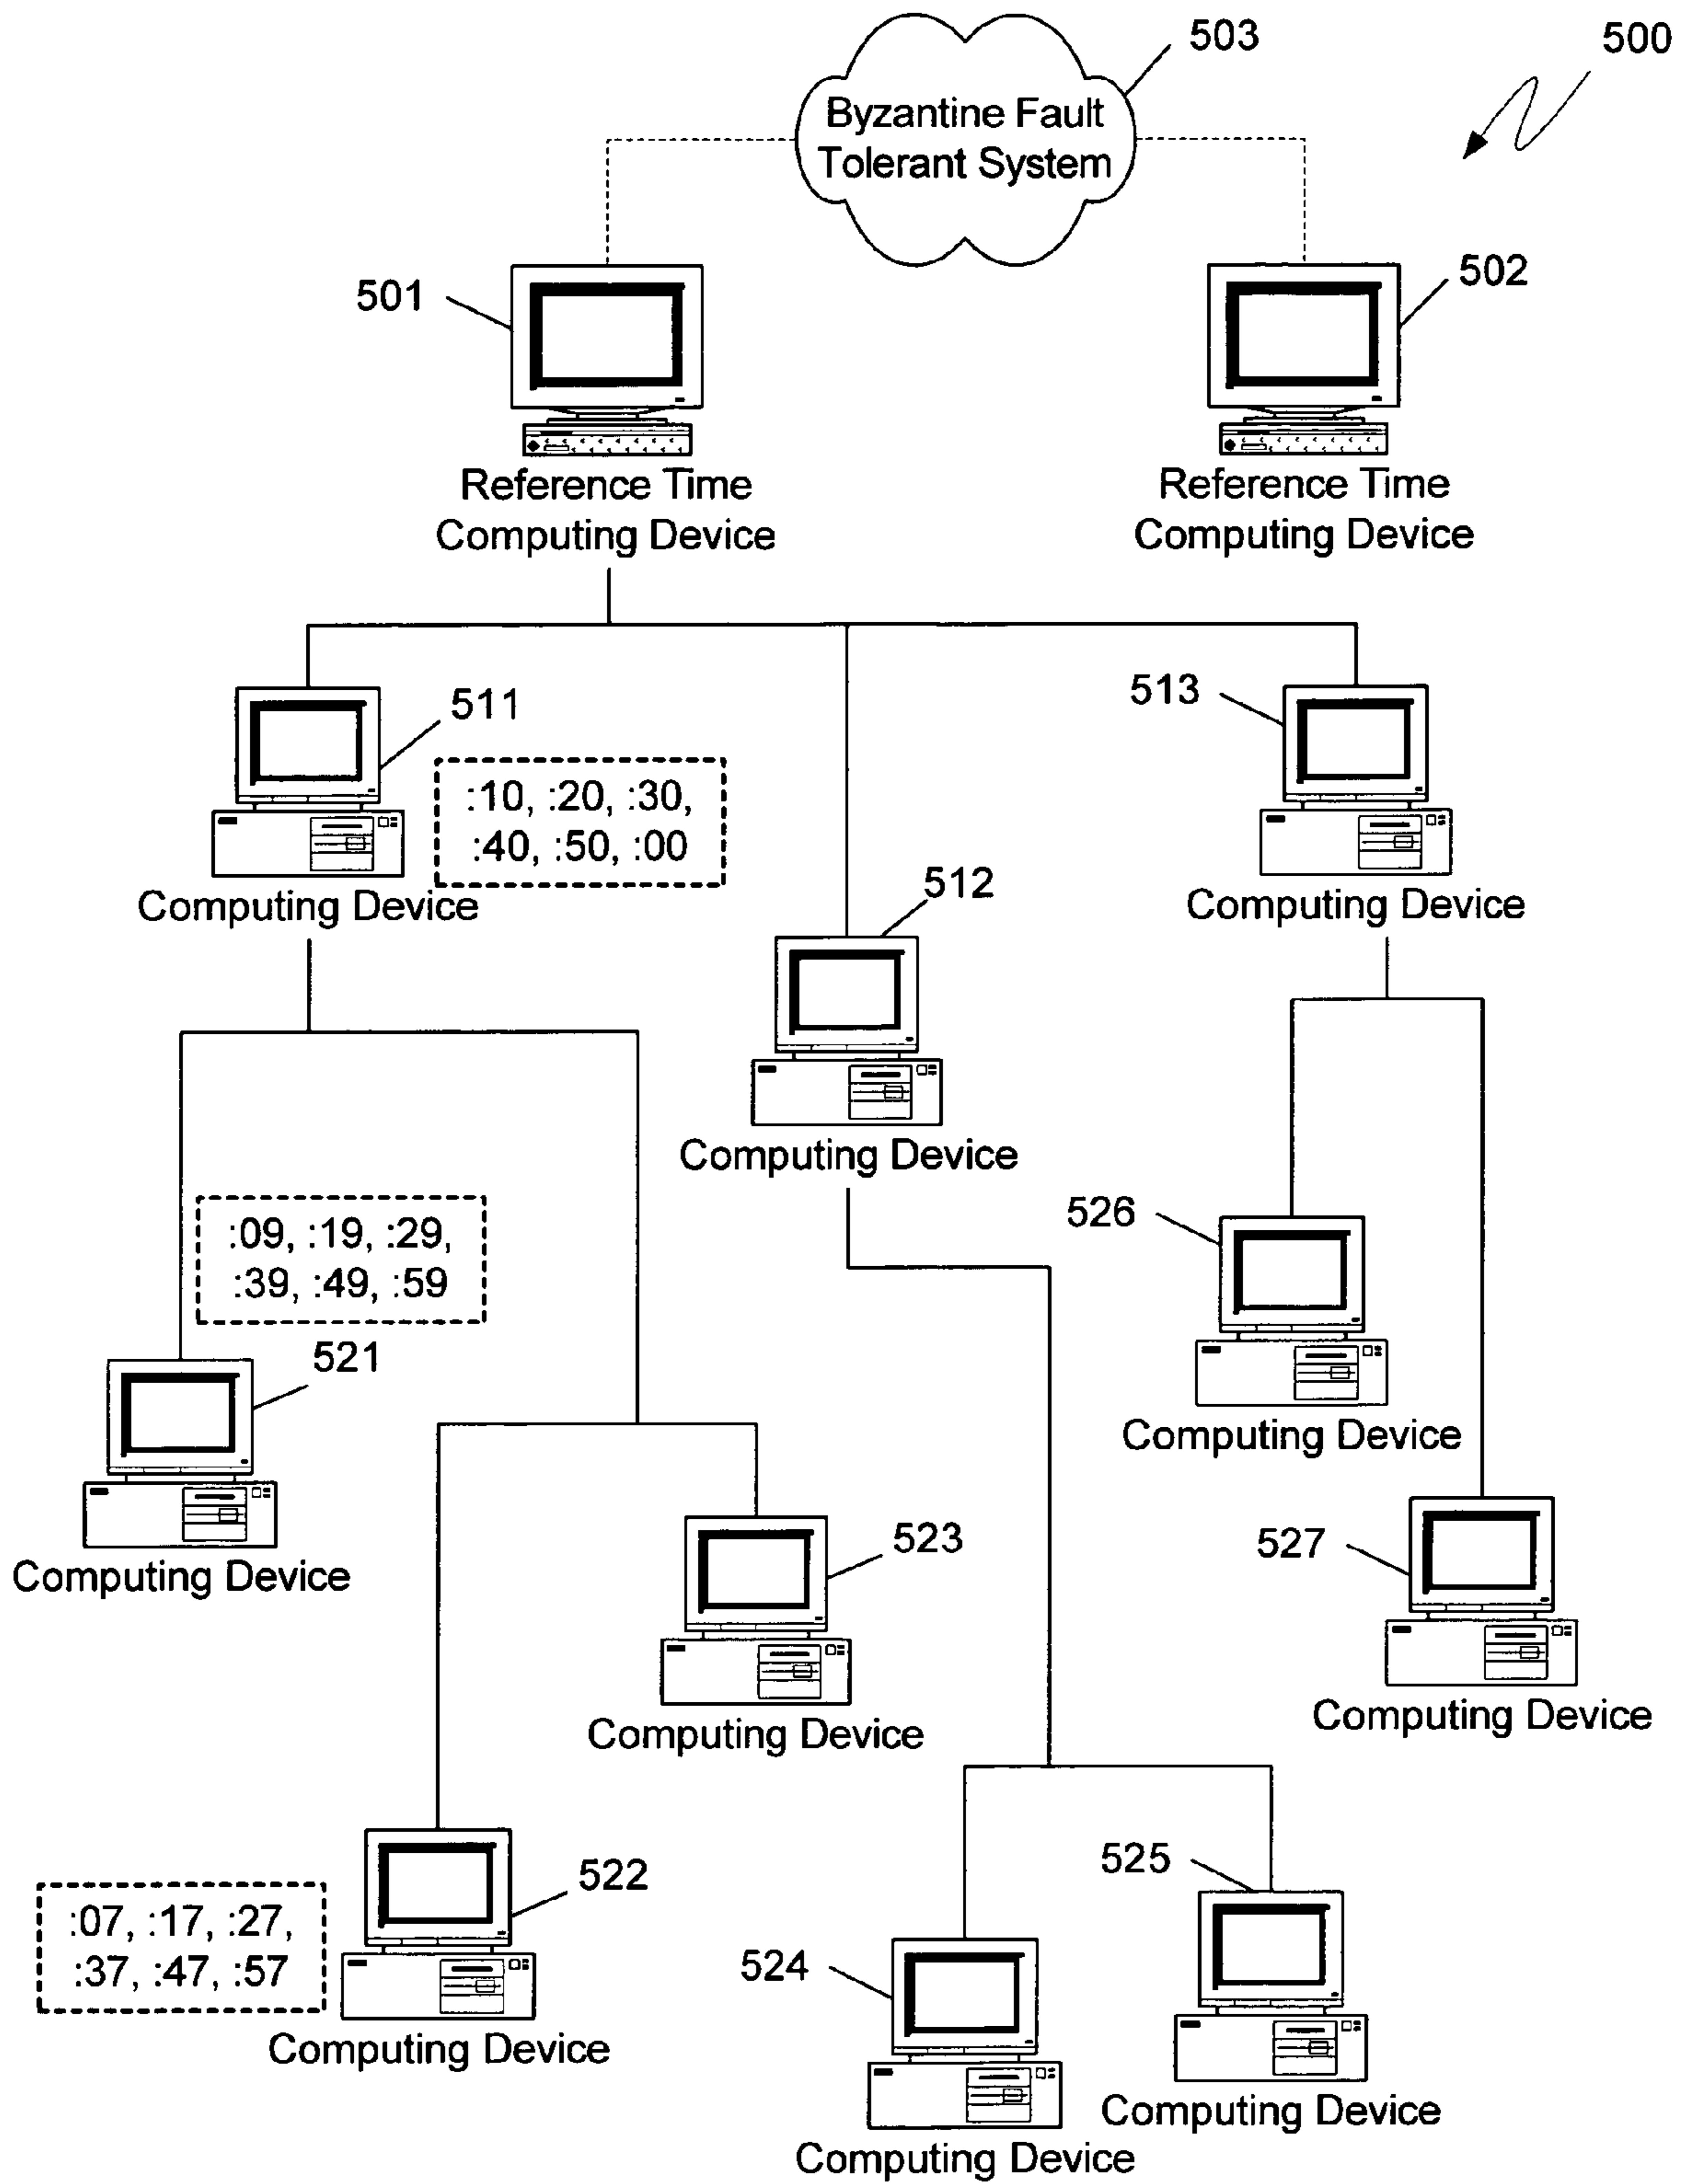 503
500
Byzantine Fault
Tolerant System
501
502
Reference Time
Computing Device
Reference Time
Computing Device
511
513
:10, :20, :30,
:40, :50, :00
512
Computing Device
Computing Device
Computing Device
:09, :19, :29,
:39, :49, :59
526
521
Computing Device
523
527
Computing Device
Computing Device
Computing Device
522
525
:07, :17, :27,
:37, :47, :57
524
Computing Device
Computing Device
Computing Device